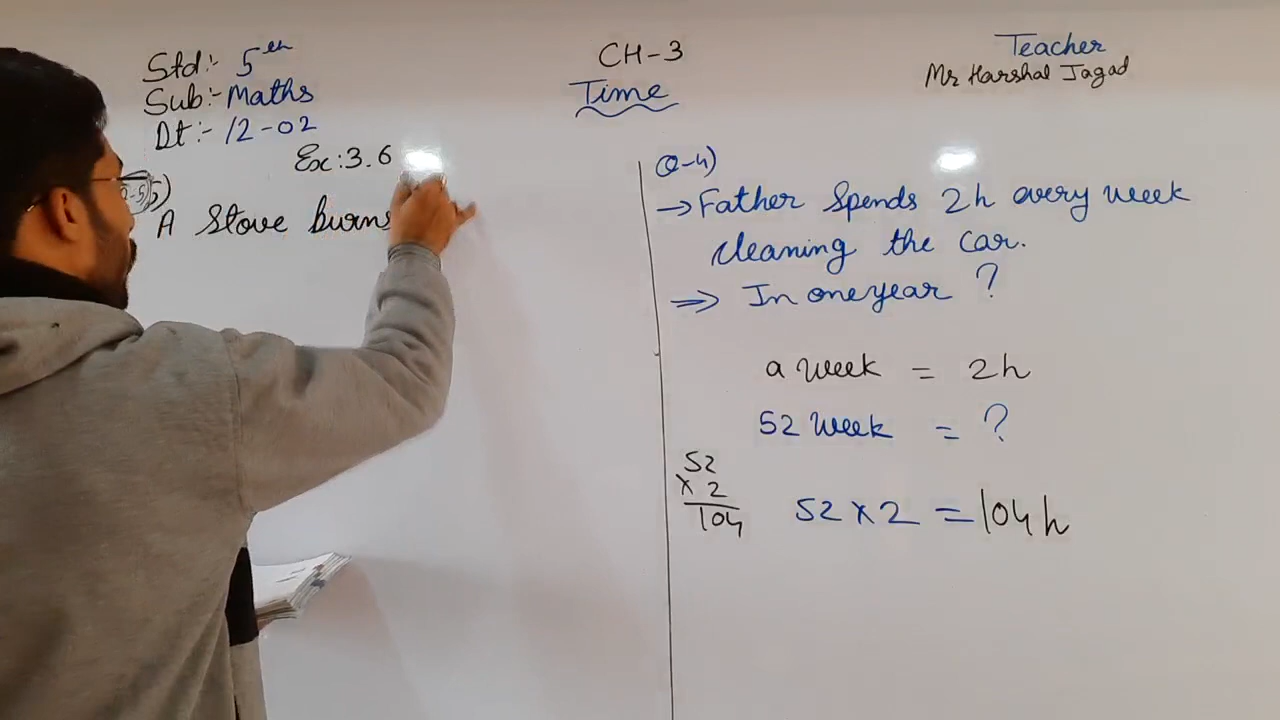 Std:- 5th
Sub:- Maths
Dt:- 12-02
CH-3
Time
Teacher
Mr Harshal Jagad
Ex:3.6
5)
A Stove burns
Q-4)
→ Father Spends 2h every week
cleaning the car.
⇒ In one year ?
a week = 2h
52 week = ?
52
× 2
104
52 × 2 = 104 h